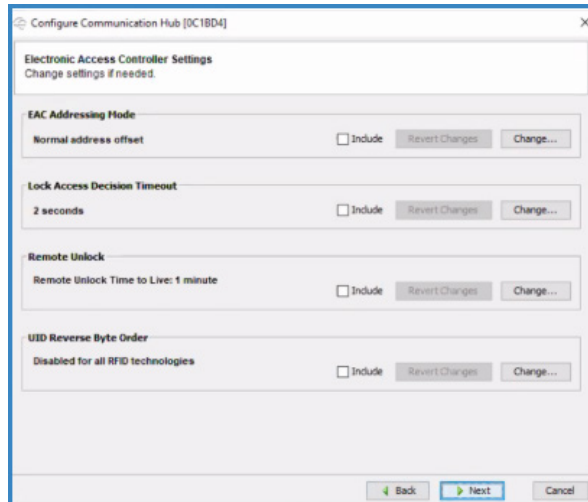 Configure Communication Hub [0C1BD4]
Electronic Access Controller Settings
Change settings if needed.
EAC Addressing Mode
Normal address offset
Include
Revert Changes
Change...
Lock Access Decision Timeout
2 seconds
Include
Revert Changes
Change...
Remote Unlock
Remote Unlock Time to Live: 1 minute
Include
Revert Changes
Change...
UID Reverse Byte Order
Disabled for all RFID technologies
Include
Revert Changes
Change...
Back
Next
Cancel